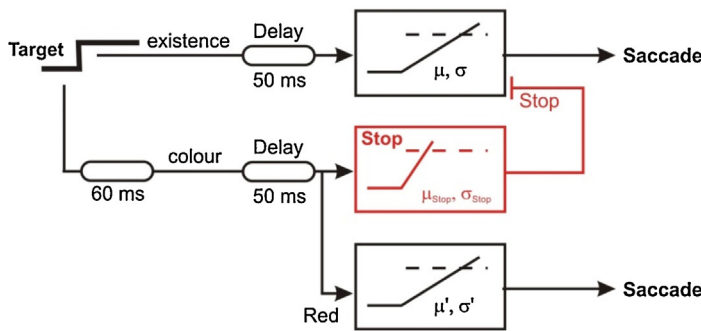 Target
existence
Delay
50 ms
μ, σ
Saccade
Stop
60 ms
colour
Delay
50 ms
Stop
μStop, σStop
Red
μ', σ'
Saccade